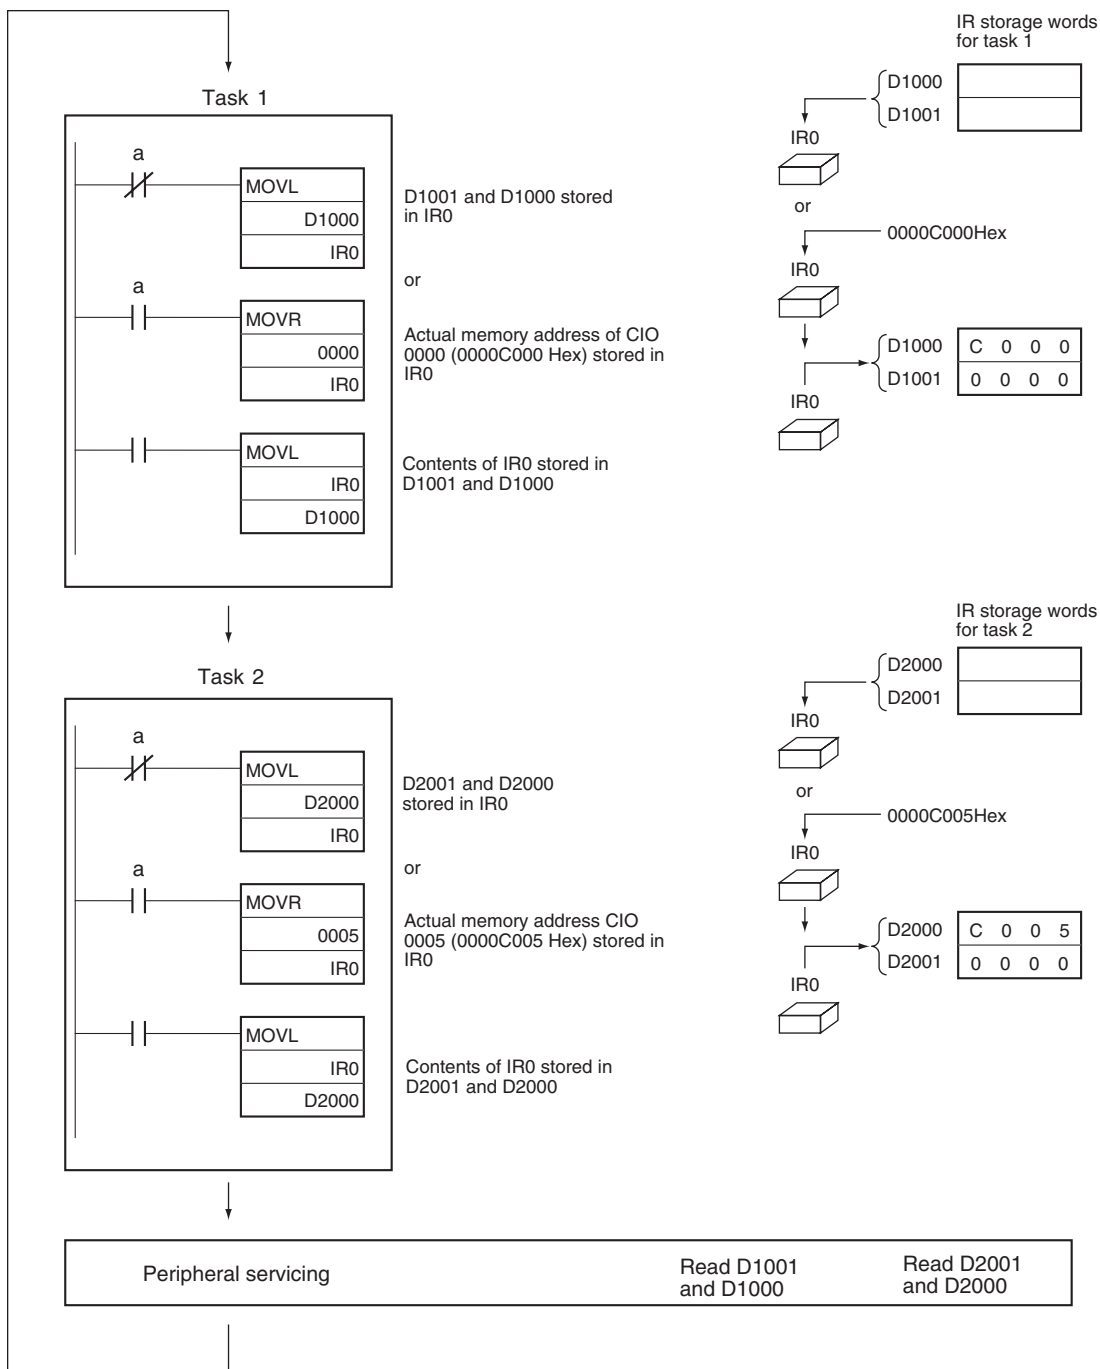 IR storage words
for task 1
Task 1
D1000
D1001
IR0
a
MOVL
D1000
IR0
D1001 and D1000 stored
in IR0
or
0000C000Hex
IR0
or
a
MOVR
0000
IR0
Actual memory address of CIO
0000 (0000C000 Hex) stored in
IR0
D1000 C 0 0 0
D1001 0 0 0 0
IR0
MOVL
IR0
D1000
Contents of IR0 stored in
D1001 and D1000
IR storage words
for task 2
Task 2
D2000
D2001
IR0
a
MOVL
D2000
IR0
D2001 and D2000
stored in IR0
or
0000C005Hex
IR0
or
a
MOVR
0005
IR0
Actual memory address CIO
0005 (0000C005 Hex) stored in
IR0
D2000 C 0 0 5
D2001 0 0 0 0
IR0
MOVL
IR0
D2000
Contents of IR0 stored in
D2001 and D2000
Peripheral servicing
Read D1001
and D1000
Read D2001
and D2000